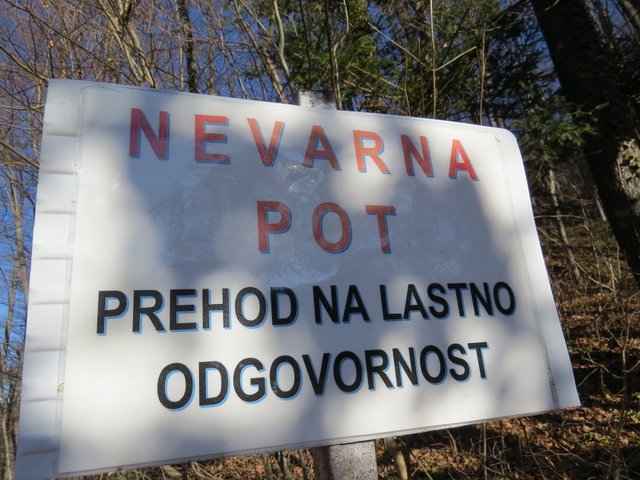 NEVARNA
POT
PREHOD NA LASTNO
ODGOVORNOST